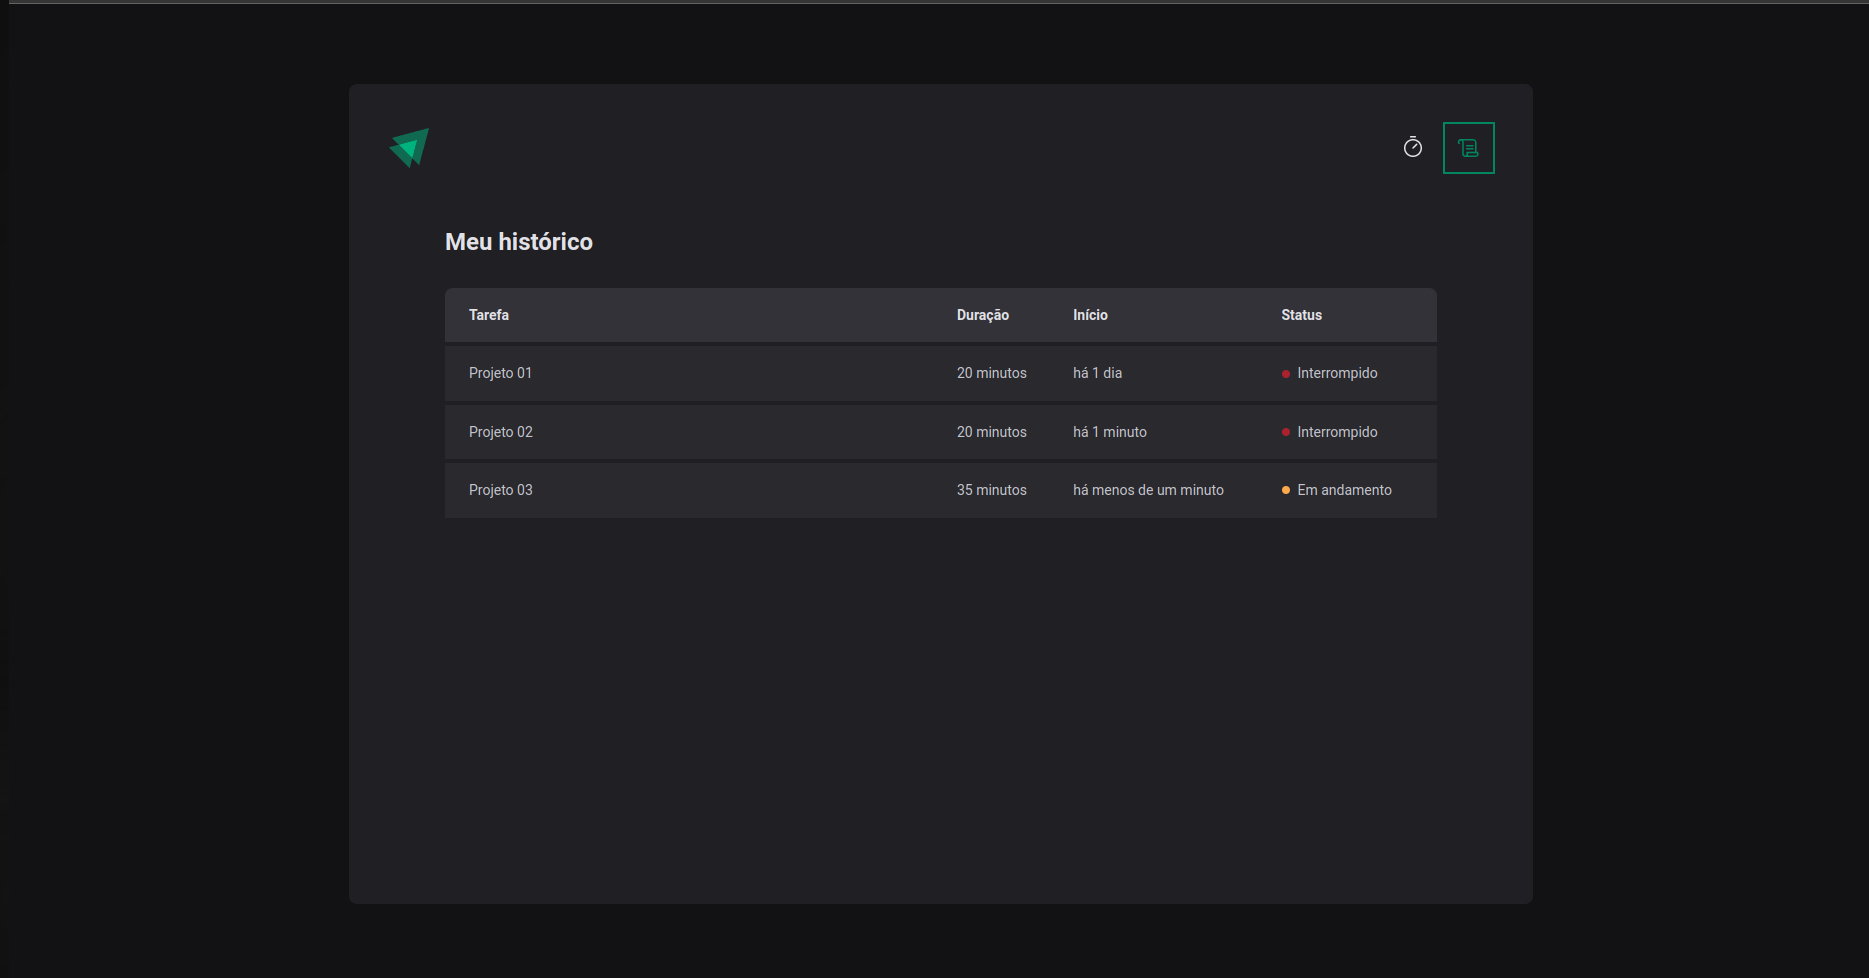 Meu histórico
Tarefa Duração Início Status
Projeto 01 20 minutos há 1 dia Interrompido
Projeto 02 20 minutos há 1 minuto Interrompido
Projeto 03 35 minutos há menos de um minuto Em andamento